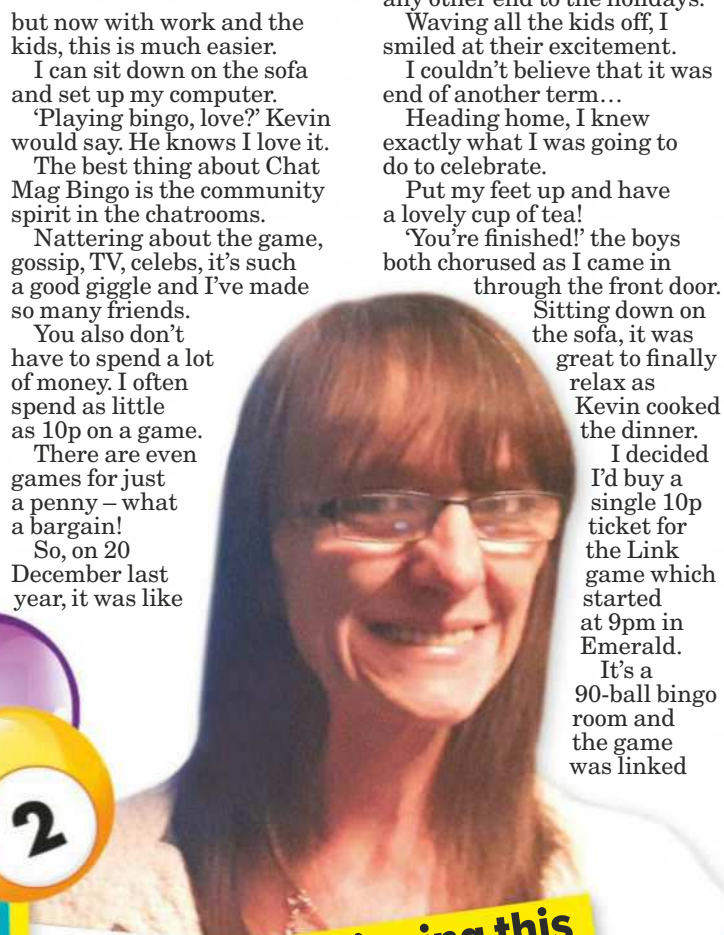 but now with work and the
kids, this is much easier.
I can sit down on the sofa
and set up my computer.
‘Playing bingo, love?’ Kevin
would say. He knows I love it.
The best thing about Chat
Mag Bingo is the community
spirit in the chatrooms.
Nattering about the game,
gossip, TV, celebs, it’s such
a good giggle and I’ve made
so many friends.
You also don’t
have to spend a lot
of money. I often
spend as little
as 10p on a game.
There are even
games for just
a penny – what
a bargain!
So, on 20
December last
year, it was like
any other end to the holidays.
Waving all the kids off, I
smiled at their excitement.
I couldn’t believe that it was
end of another term…
Heading home, I knew
exactly what I was going to
do to celebrate.
Put my feet up and have
a lovely cup of tea!
‘You’re finished!’ the boys
both chorused as I came in
through the front door.
Sitting down on
the sofa, it was
great to finally
relax as
Kevin cooked
the dinner.
I decided
I’d buy a
single 10p
ticket for
the Link
game which
started
at 9pm in
Emerald.
It’s a
90-ball bingo
room and
the game
was linked
2
this